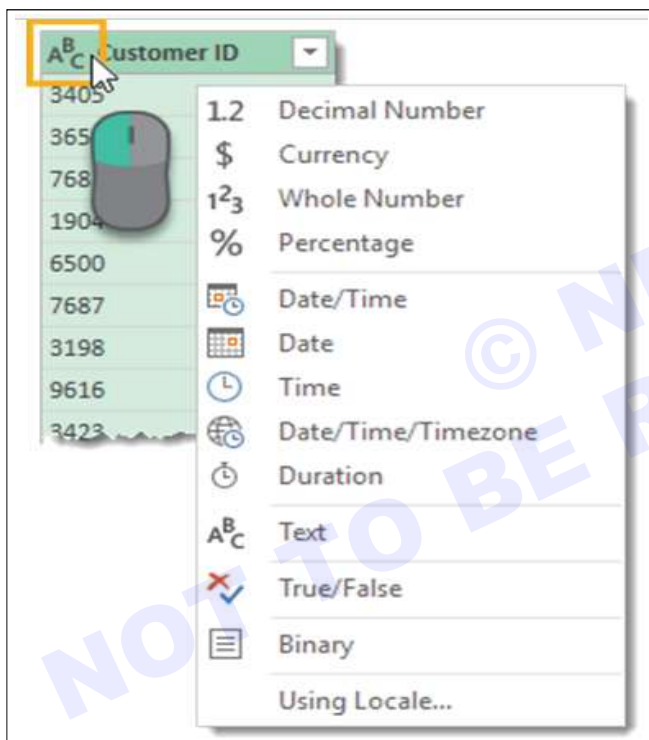 ABC Customer ID
3405
365
768
1904
6500
7687
3198
9616
3423
1.2 Decimal Number
$ Currency
123 Whole Number
% Percentage
Date/Time
Date
Time
Date/Time/Timezone
Duration
ABC Text
True/False
Binary
Using Locale...
©
NOT TO BE